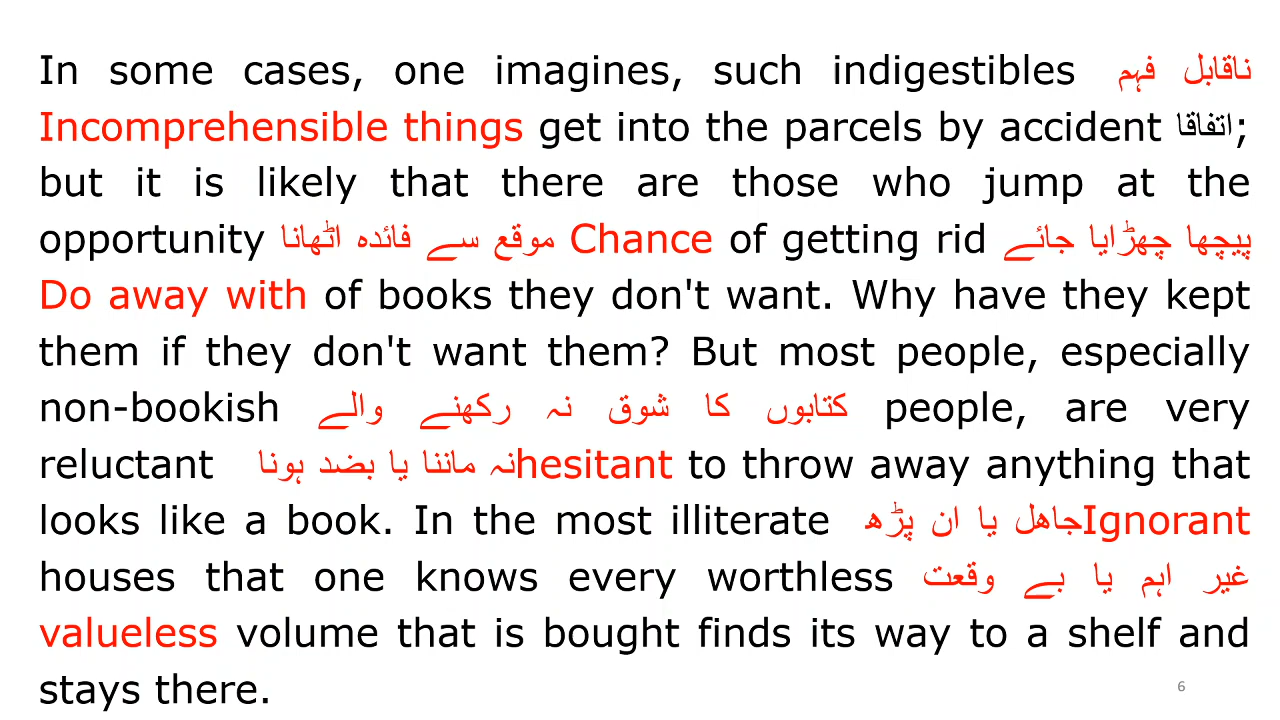 In some cases, one imagines, such indigestibles ناقابل فہم
Incomprehensible things get into the parcels by accident اتفاقا;
but it is likely that there are those who jump at the
opportunity موقع سے فائدہ اٹھانا Chance of getting rid پیچھا چھڑایا جائے
Do away with of books they don't want. Why have they kept
them if they don't want them? But most people, especially
non-bookish کتابوں کا شوق نہ رکھنے والے people, are very
reluctant نہ ماننا یا بضد ہونا hesitant to throw away anything that
looks like a book. In the most illiterate جاھل یا ان پڑھ Ignorant
houses that one knows every worthless غیر اہم یا بے وقعت
valueless volume that is bought finds its way to a shelf and
stays there.
6